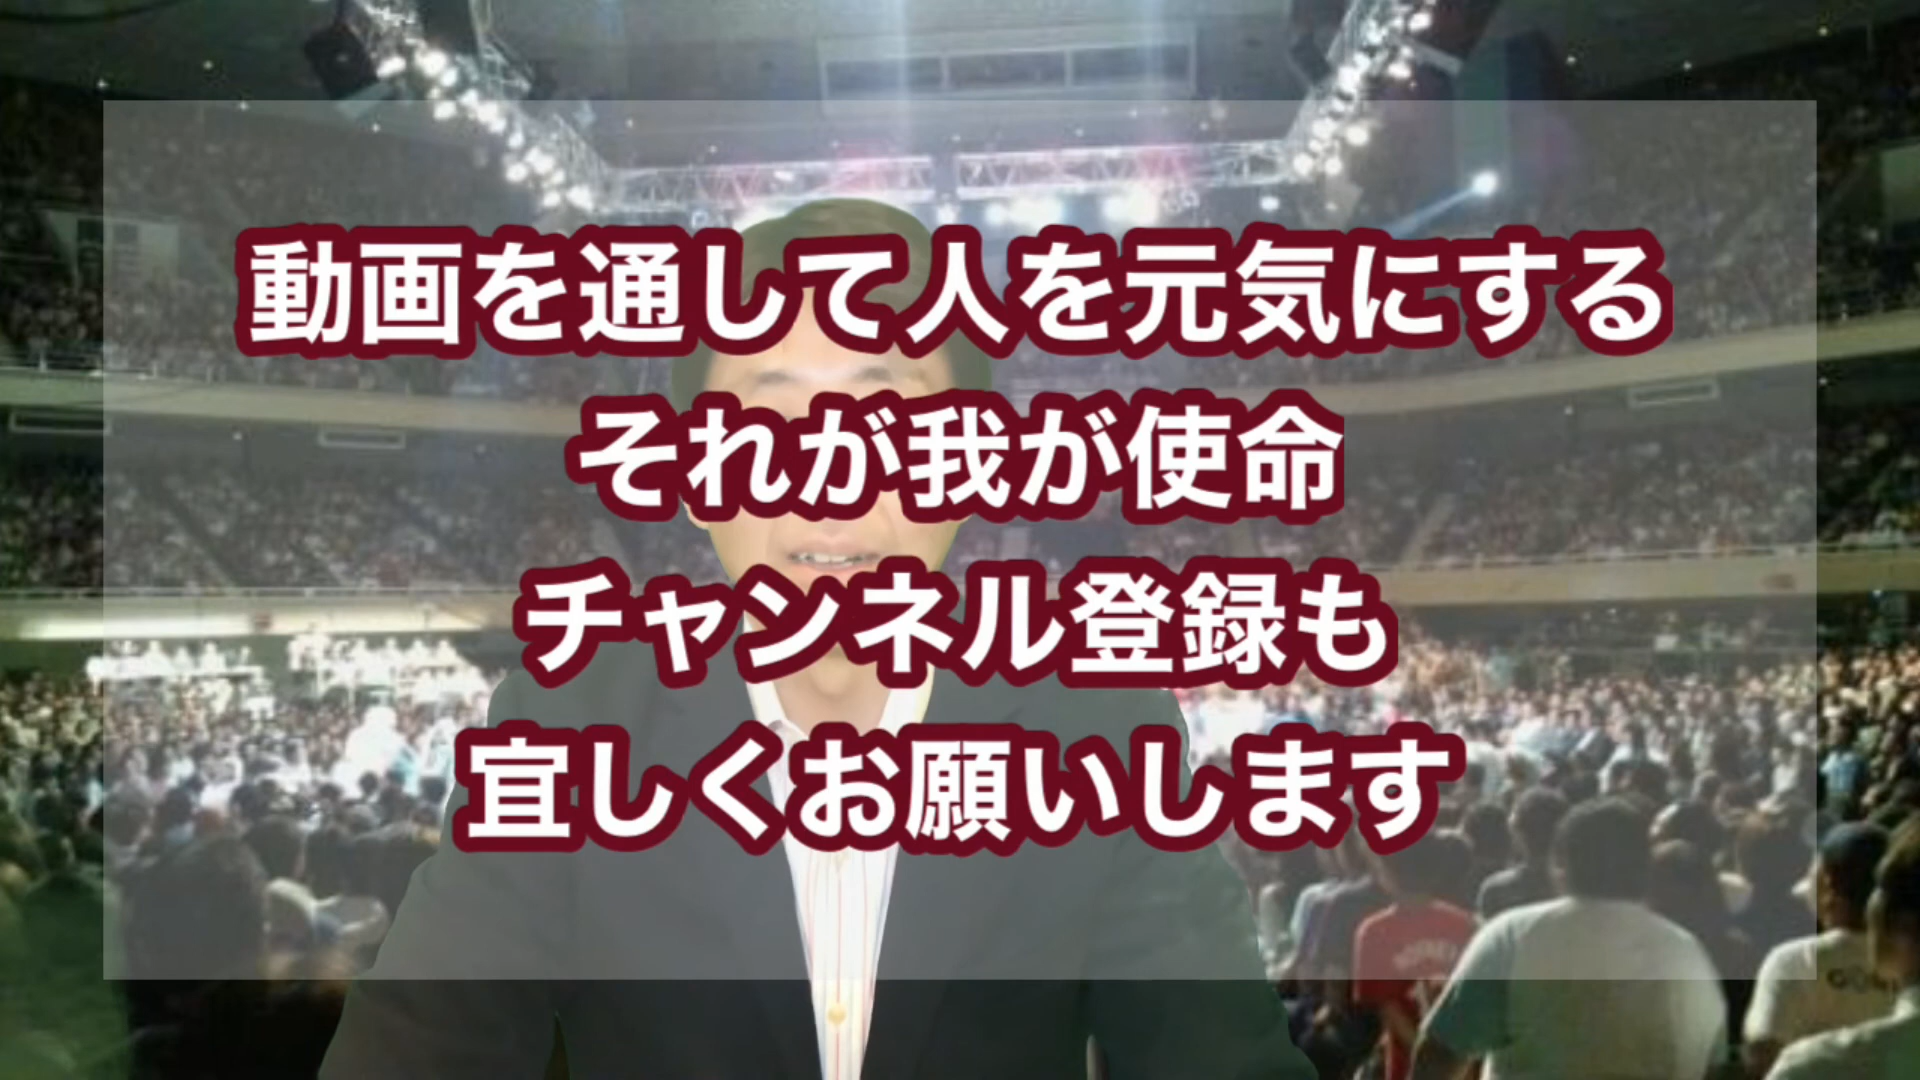 動画を通して人を元気にする
それが我が使命
チャンネル登録も
宜しくお願いします